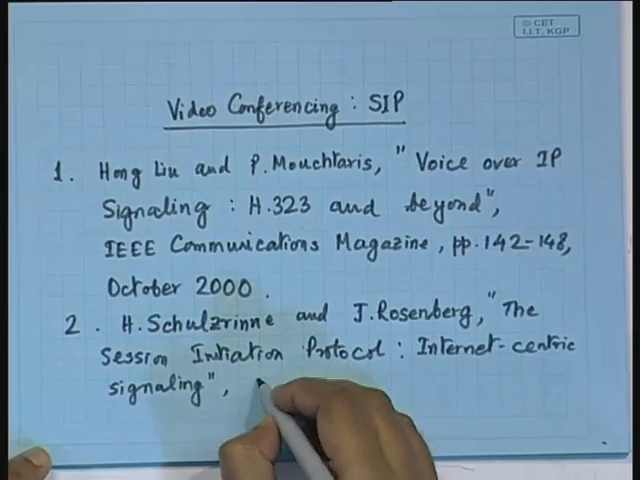 © CET
I.I.T. KGP
Video Conferencing : SIP
1. Hong Liu and P. Mouchtaris, "Voice over IP
Signaling : H.323 and beyond",
IEEE Communications Magazine, pp. 142-148,
October 2000.
2. H. Schulzrinne and J. Rosenberg, "The
Session Intiation Protocol : Internet-centric
signaling",